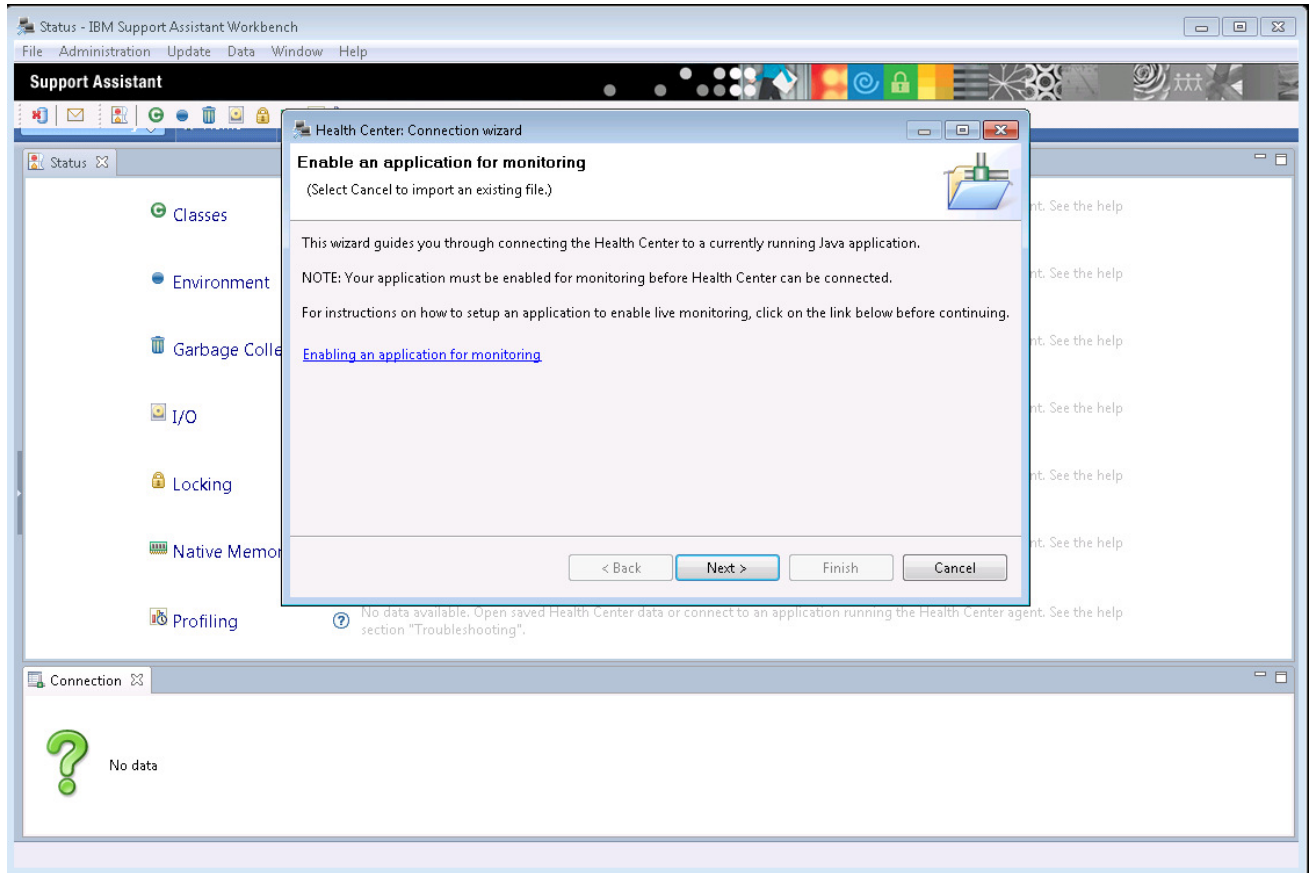 Status - IBM Support Assistant Workbench
File Administration Update Data Window Help
Support Assistant
Status
Health Center: Connection wizard
Enable an application for monitoring
(Select Cancel to import an existing file.)
This wizard guides you through connecting the Health Center to a currently running Java application.
NOTE: Your application must be enabled for monitoring before Health Center can be connected.
For instructions on how to setup an application to enable live monitoring, click on the link below before continuing.
Enabling an application for monitoring
< Back Next > Finish Cancel
Classes nt. See the help
Environment nt. See the help
Garbage Colle nt. See the help
I/O nt. See the help
Locking nt. See the help
Native Memor nt. See the help
Profiling No data available. Open saved Health Center data or connect to an application running the Health Center agent. See the help
section "Troubleshooting".
Connection
No data